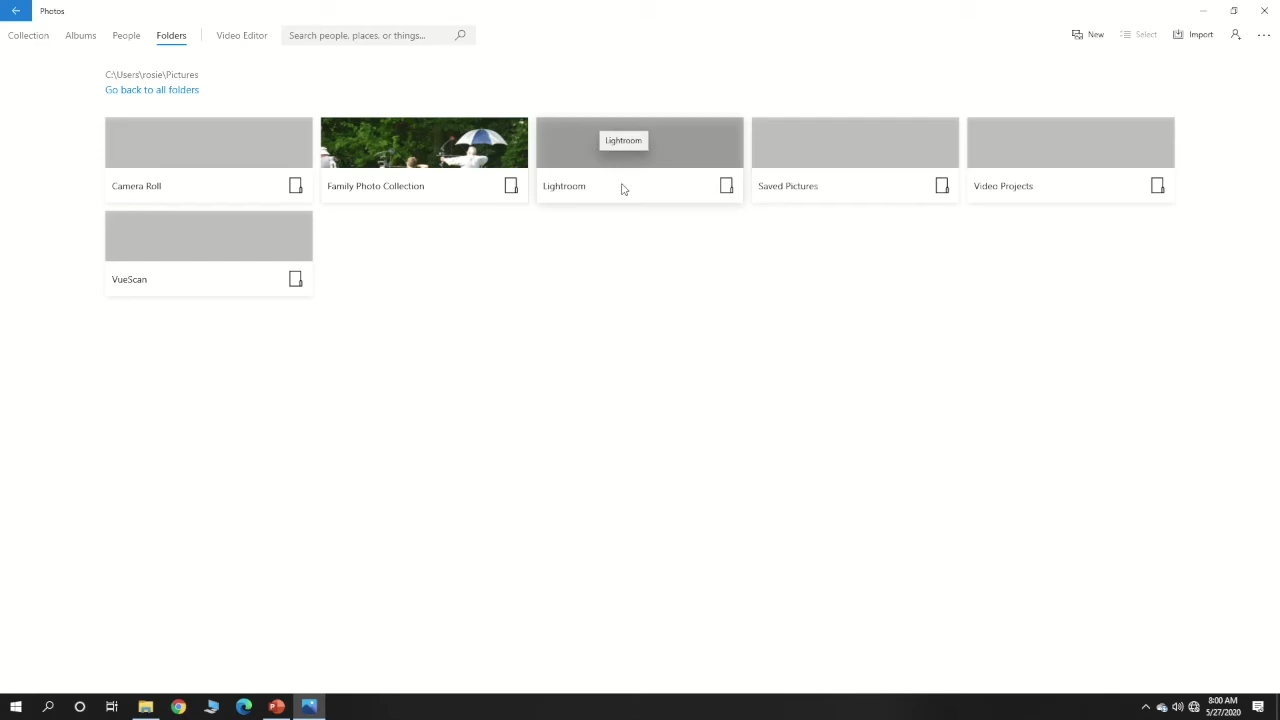 Photos
Collection Albums People Folders Video Editor Search people, places, or things... New Select Import
C:\Users\rosie\Pictures
Go back to all folders
Lightroom
Camera Roll Family Photo Collection Lightroom Saved Pictures Video Projects
VueScan
8:00 AM
5/27/2020